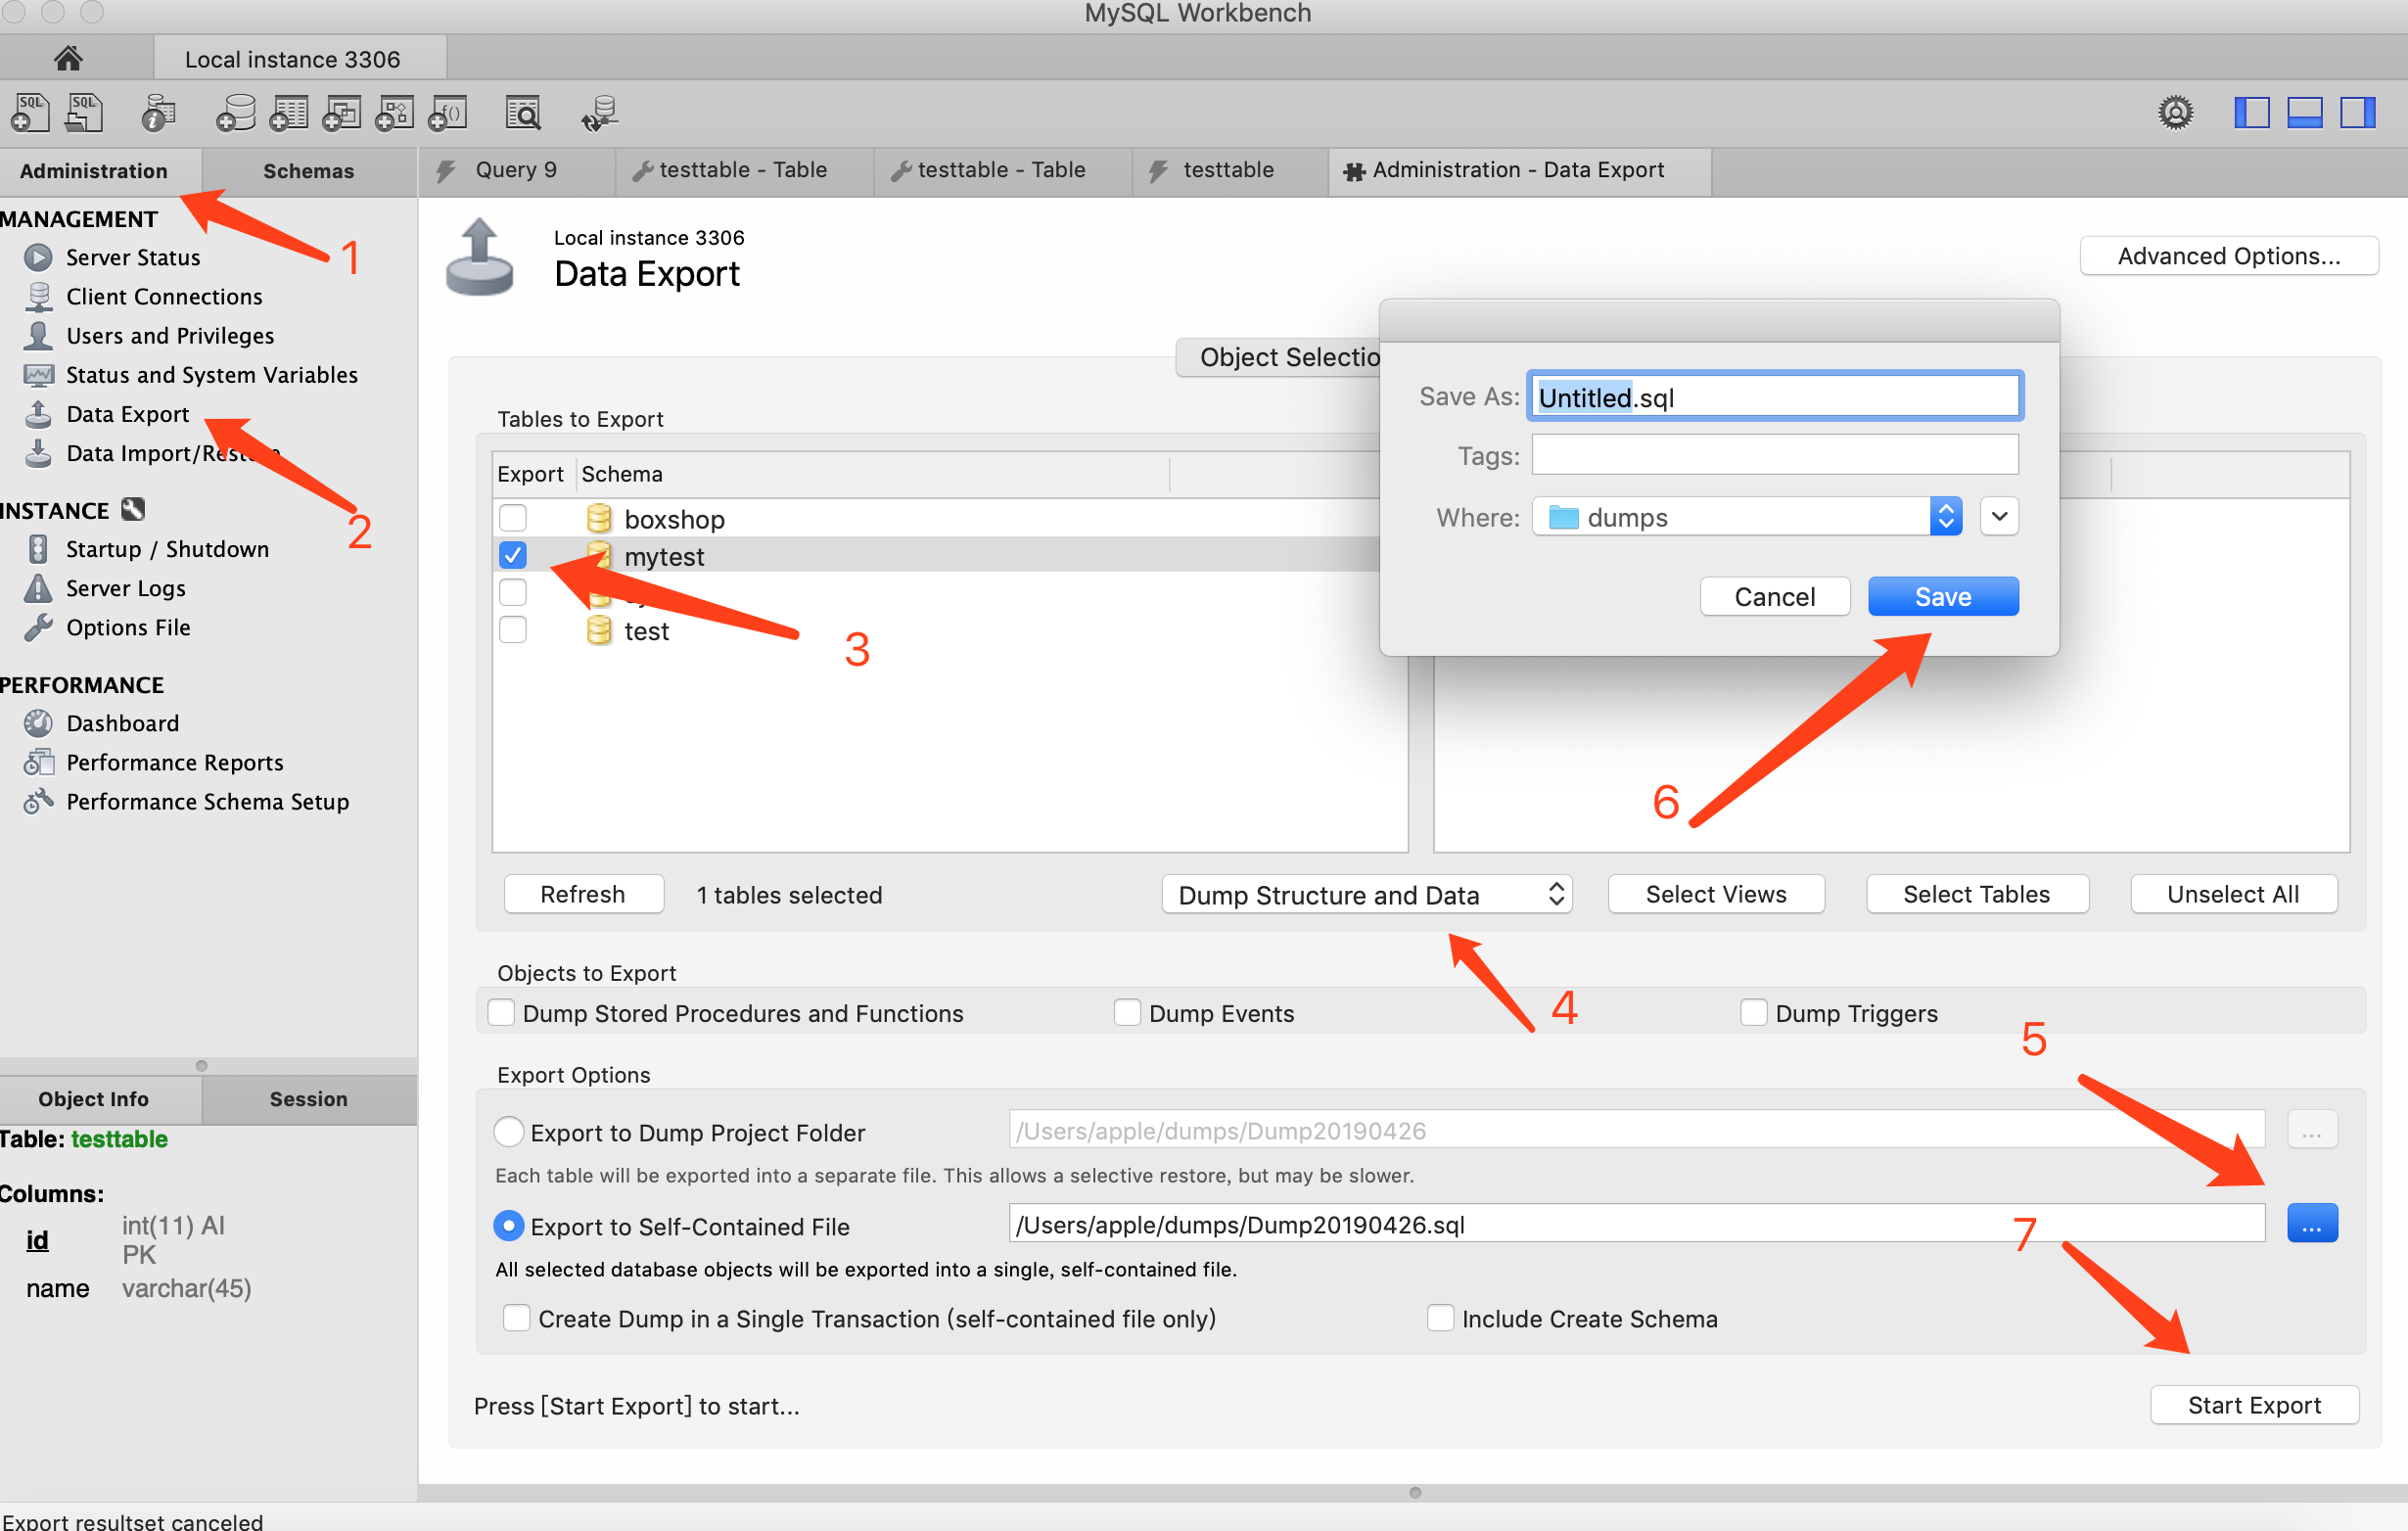 MySQL Workbench
Local instance 3306
SQL SQL
Administration
Schemas
Query 9
testtable - Table
testtable - Table
testtable
Administration - Data Export
MANAGEMENT
Server Status
Client Connections
Users and Privileges
Status and System Variables
Data Export
Data Import/Restore
INSTANCE
Startup / Shutdown
Server Logs
Options File
PERFORMANCE
Dashboard
Performance Reports
Performance Schema Setup
1
2
Object Info
Session
Table: testtable
Columns:
id int(11) AI
PK
name varchar(45)
Local instance 3306
Data Export
Advanced Options...
Object Selectio
Tables to Export
Export Schema
boxshop
mytest
test
3
Save As: Untitled.sql
Tags:
Where: dumps
Cancel
Save
6
Refresh
1 tables selected
Dump Structure and Data
Select Views
Select Tables
Unselect All
4
Objects to Export
Dump Stored Procedures and Functions
Dump Events
Dump Triggers
5
Export Options
Export to Dump Project Folder
/Users/apple/dumps/Dump20190426
...
Each table will be exported into a separate file. This allows a selective restore, but may be slower.
Export to Self-Contained File
/Users/apple/dumps/Dump20190426.sql
...
7
All selected database objects will be exported into a single, self-contained file.
Create Dump in a Single Transaction (self-contained file only)
Include Create Schema
Press [Start Export] to start...
Start Export
Export resultset canceled